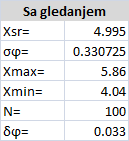 Sa gledanjem
Xsr= 4.995
σφ= 0.330725
Xmax= 5.86
Xmin= 4.04
N= 100
δφ= 0.033